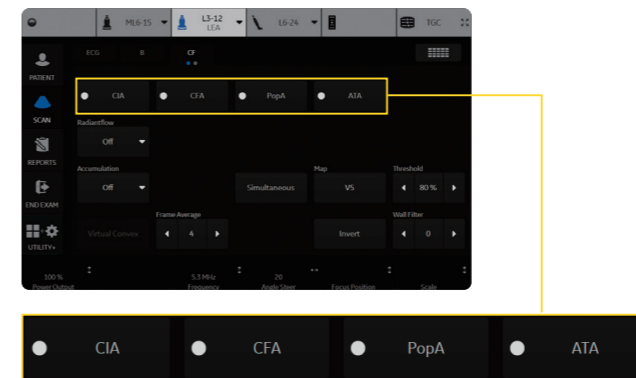 ML6-15 L3-12 LEA L6-24 TGC
ECG B CF
PATIENT
CIA CFA PopA ATA
SCAN
Radiantflow
Off
REPORTS
Accumulation Map Threshold
Off Simultaneous V5 80 %
END EXAM
Frame Average Wall Filter
Virtual Convex 4 Invert 0
UTILITY+
100 % 5.3 MHz 20
Power Output Frequency Angle Steer Focus Position Scale
CIA CFA PopA ATA